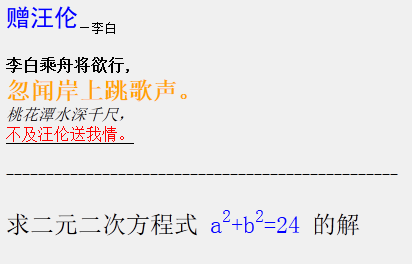 赠汪伦 —李白
李白乘舟将欲行，
忽闻岸上跳歌声。
桃花潭水深千尺，
不及汪伦送我情。
--------------------------------------------------
求二元二次方程式 a²+b²=24 的解